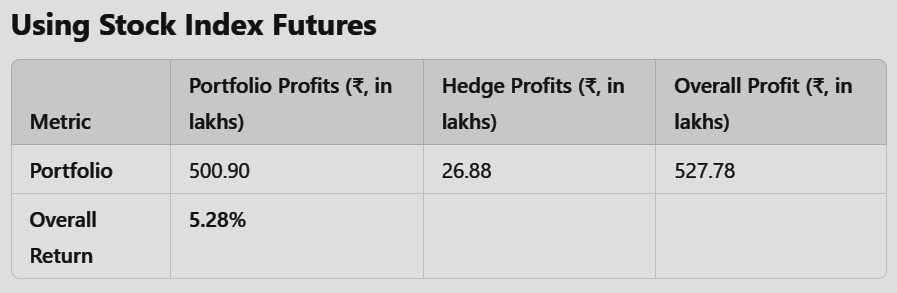 Using Stock Index Futures
Metric Portfolio Profits (₹, in lakhs) Hedge Profits (₹, in lakhs) Overall Profit (₹, in lakhs)
Portfolio 500.90 26.88 527.78
Overall Return 5.28%